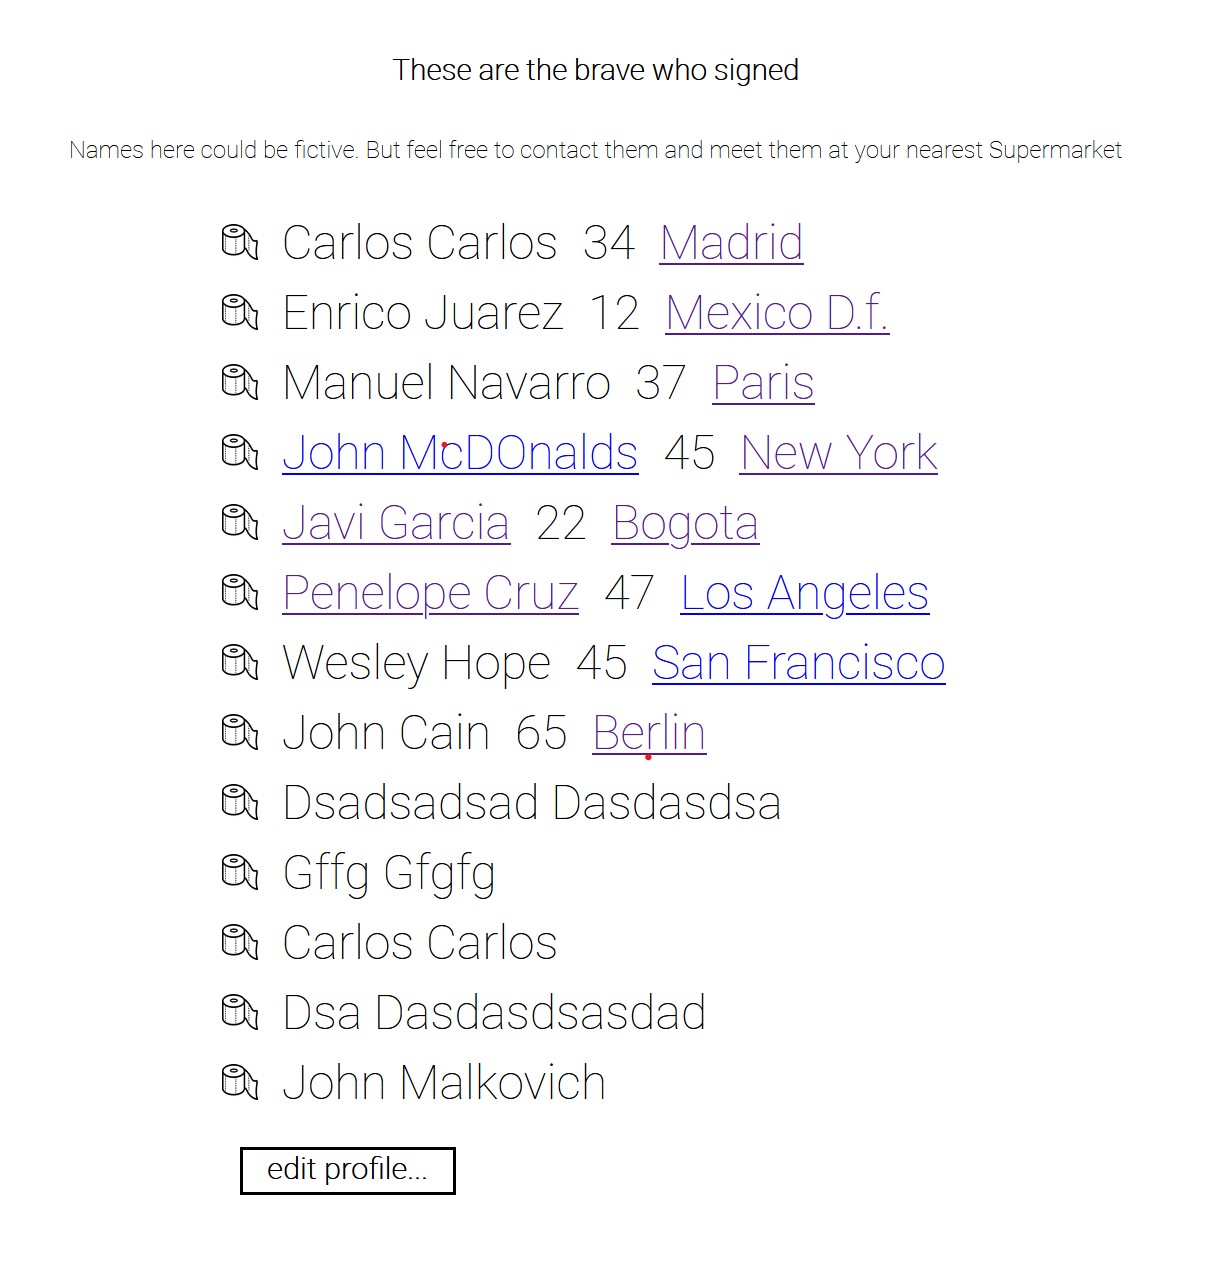 These are the brave who signed
Names here could be fictive. But feel free to contact them and meet them at your nearest Supermarket
Carlos Carlos 34 Madrid
Enrico Juarez 12 Mexico D.f.
Manuel Navarro 37 Paris
John McDOnalds 45 New York
Javi Garcia 22 Bogota
Penelope Cruz 47 Los Angeles
Wesley Hope 45 San Francisco
John Cain 65 Berlin
Dsadsadsad Dasdasdsa
Gffg Gfgfg
Carlos Carlos
Dsa Dasdasdsasdad
John Malkovich
edit profile...